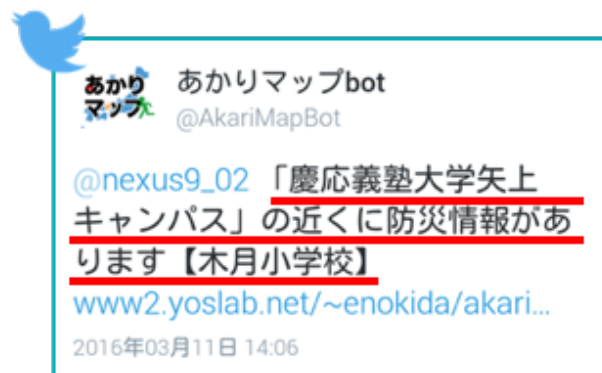 あかり
マップ
あかりマップbot
@AkariMapBot
@nexus9_02 「慶応義塾大学矢上
キャンパス」の近くに防災情報があ
ります【木月小学校】
www2.yoslab.net/~enokida/akari...
2016年03月11日 14:06